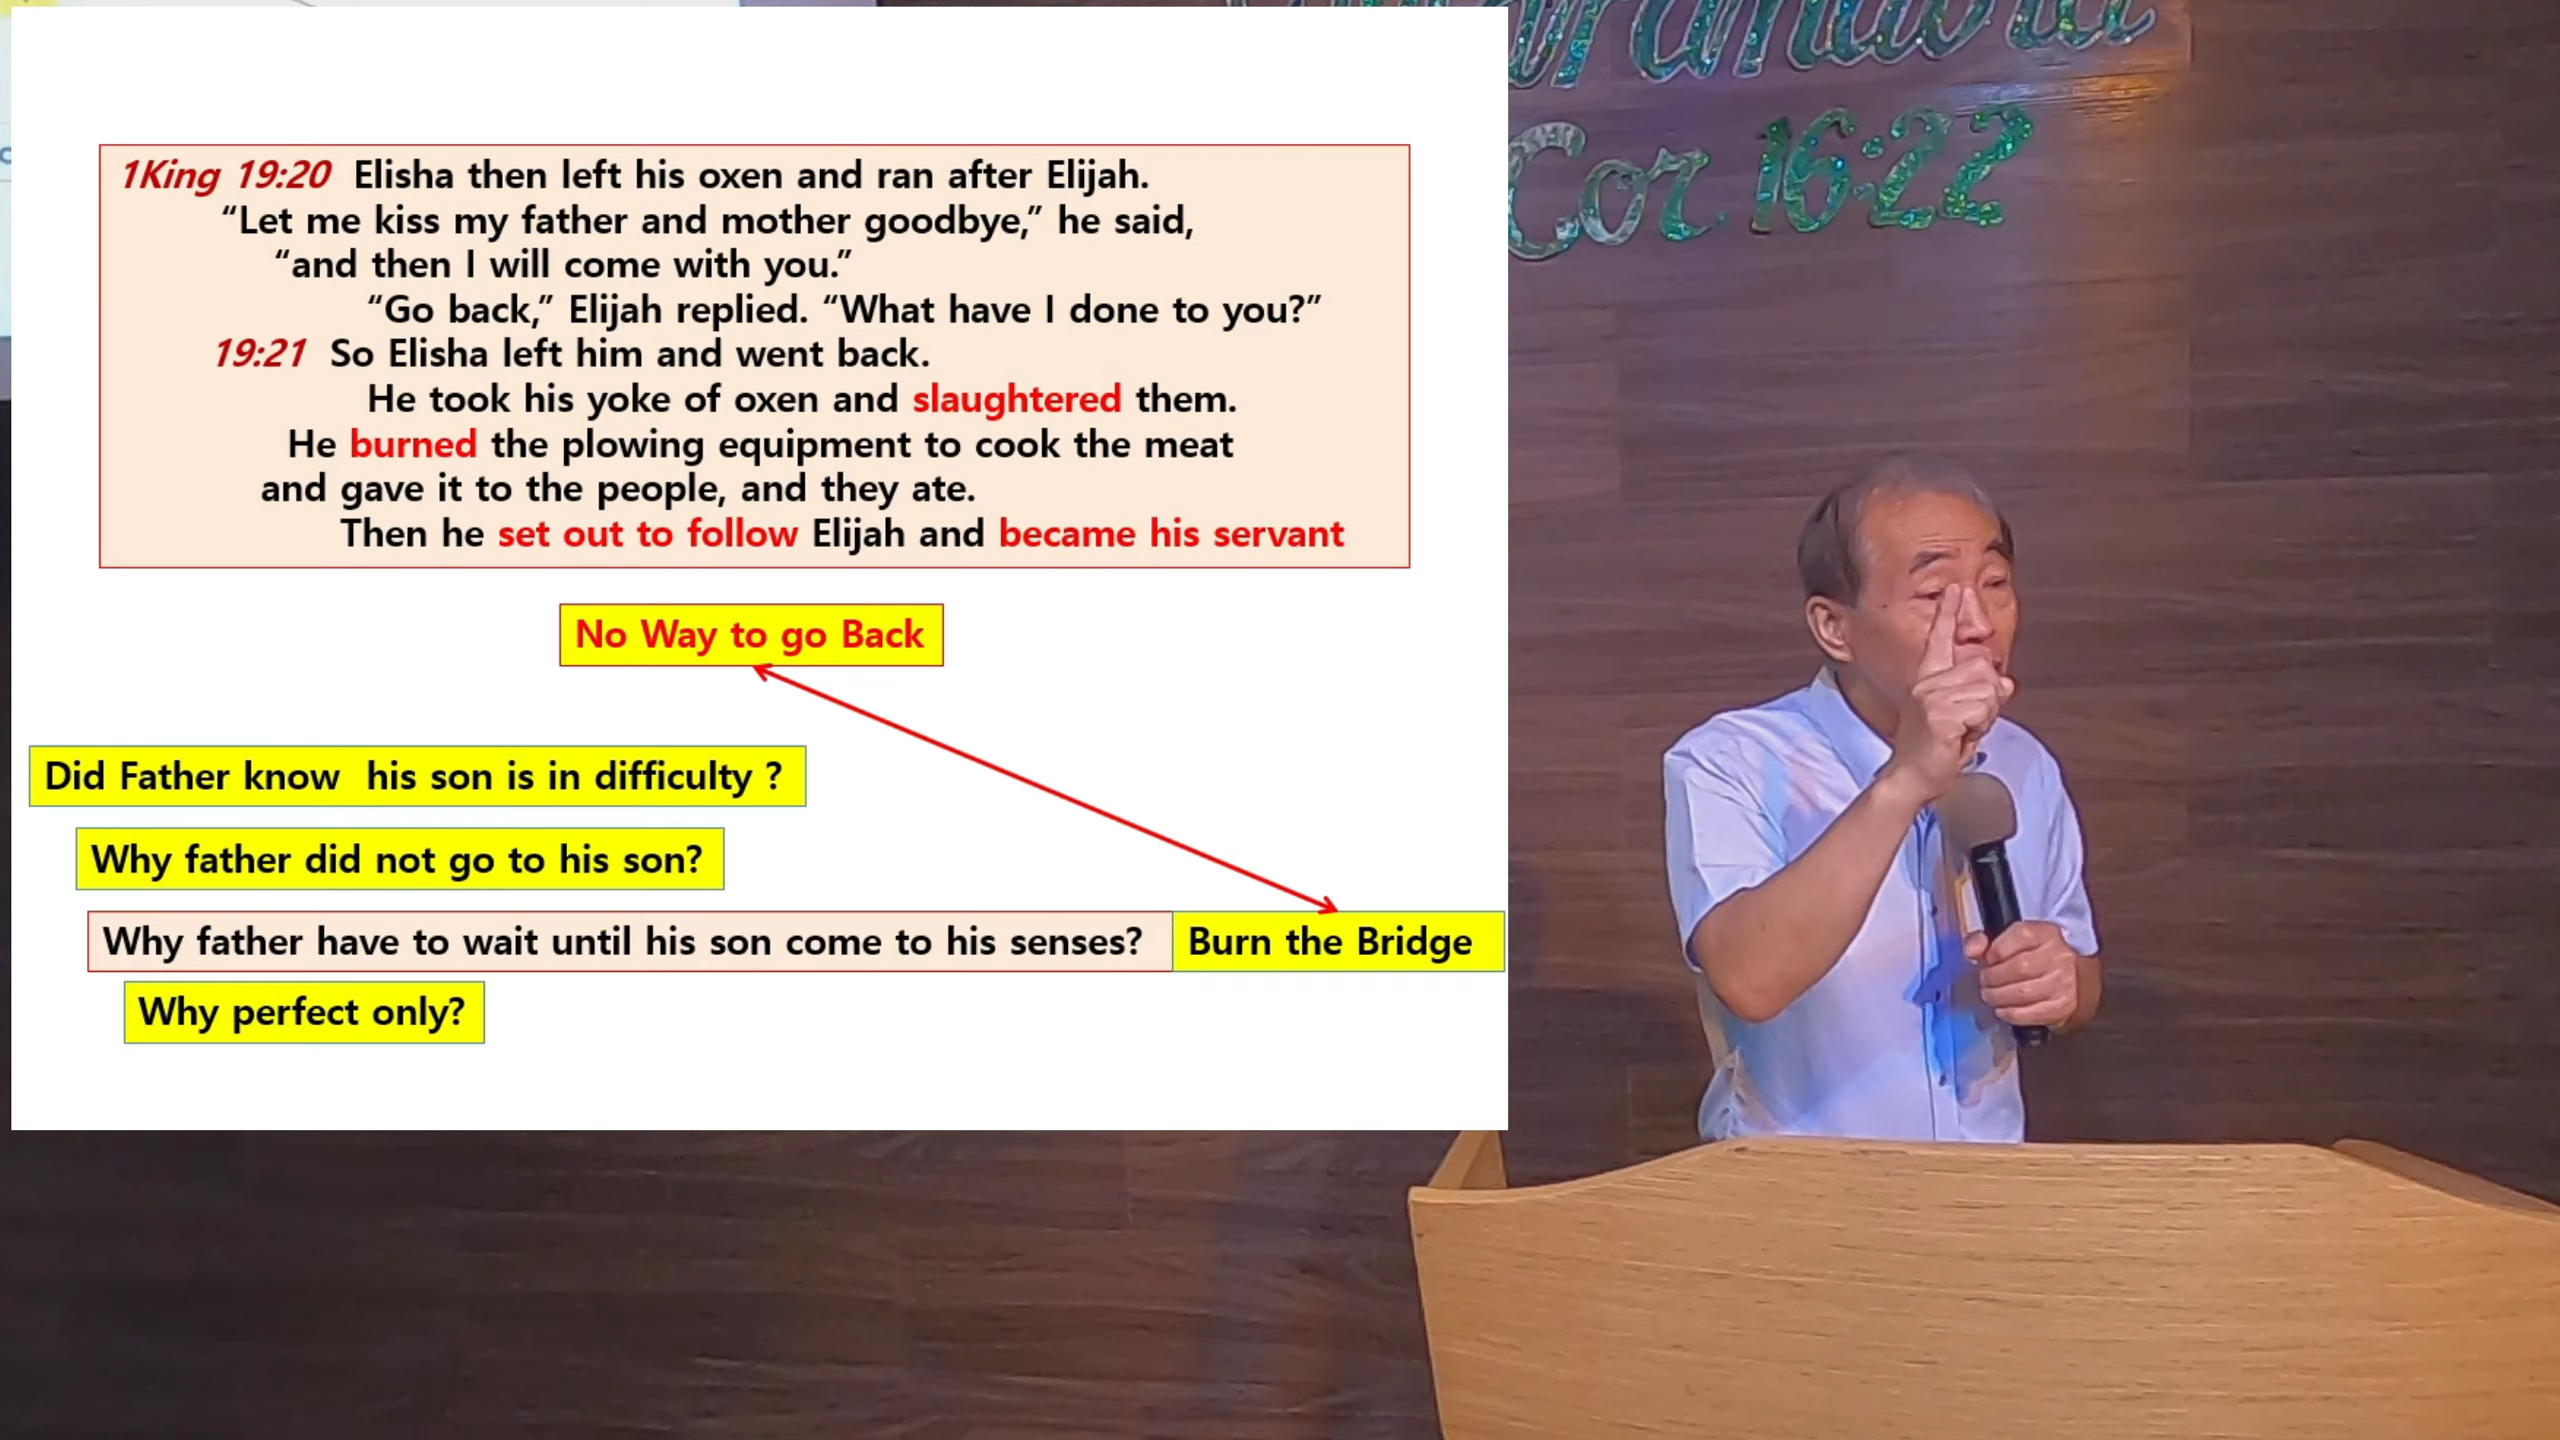 1King 19:20 Elisha then left his oxen and ran after Elijah.
“Let me kiss my father and mother goodbye,” he said,
“and then I will come with you.”
“Go back,” Elijah replied. “What have I done to you?”
19:21 So Elisha left him and went back.
He took his yoke of oxen and slaughtered them.
He burned the plowing equipment to cook the meat
and gave it to the people, and they ate.
Then he set out to follow Elijah and became his servant
No Way to go Back
Did Father know his son is in difficulty ?
Why father did not go to his son?
Why father have to wait until his son come to his senses?
Burn the Bridge
Why perfect only?
Cor 16:22